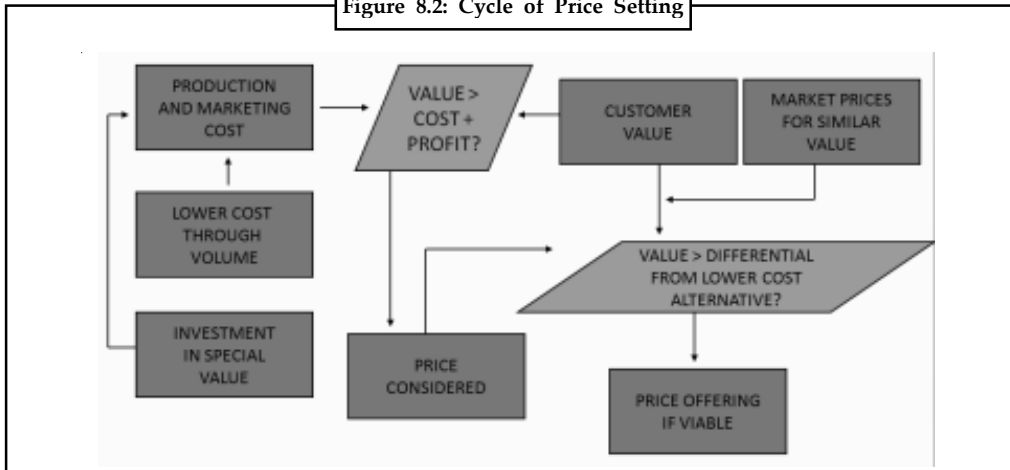 Figure 8.2: Cycle of Price Setting
PRODUCTION
AND MARKETING
COST
VALUE >
COST +
PROFIT?
CUSTOMER
VALUE
MARKET PRICES
FOR SIMILAR
VALUE
LOWER COST
THROUGH
VOLUME
VALUE > DIFFERENTIAL
FROM LOWER COST
ALTERNATIVE?
INVESTMENT
IN SPECIAL
VALUE
PRICE
CONSIDERED
PRICE OFFERING
IF VIABLE